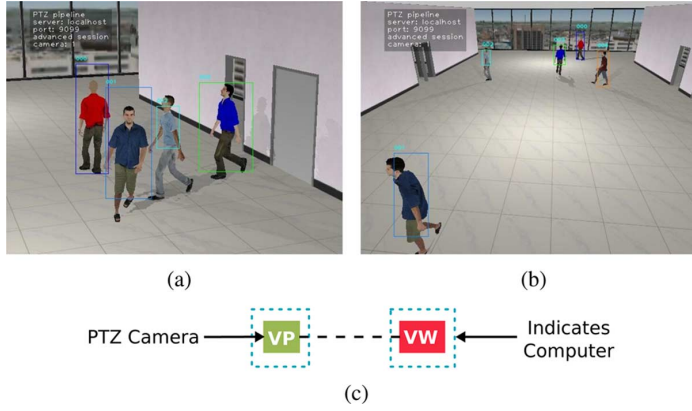 PTZ pipeline
server: localhost
port: 9099
advanced session
camera: 1
PTZ pipeline
server: localhost
port: 9099
advanced session
camera:
(a)
(b)
PTZ Camera
VP
VW
Indicates
Computer
(c)